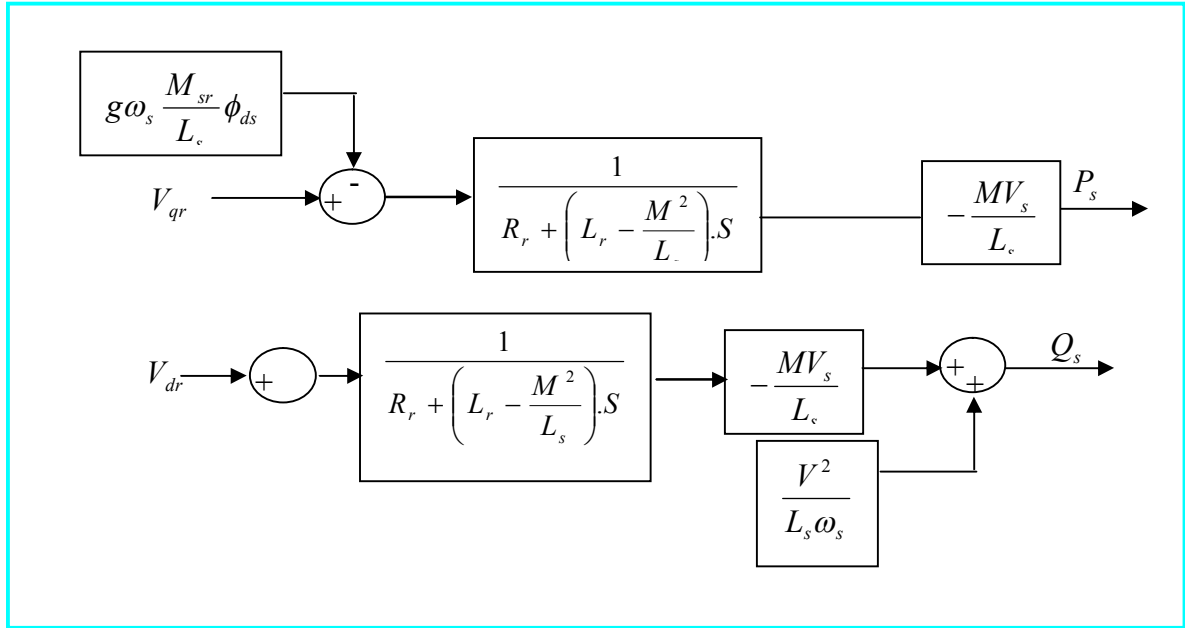 gω_s M_sr/L_s φ_ds
-
V_qr
+
1/(R_r + (L_r − M²/L_s).S)
−MV_s/L_s
P_s
V_dr
+
1/(R_r + (L_r − M²/L_s).S)
−MV_s/L_s
+
+
Q_s
V²/(L_s ω_s)